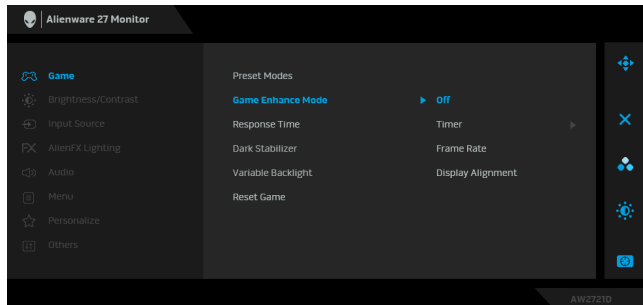 Alienware 27 Monitor
Game
Brightness/Contrast
Input Source
AlienFX Lighting
Audio
Menu
Personalize
Others
Preset Modes
Game Enhance Mode
Response Time
Dark Stabilizer
Variable Backlight
Reset Game
Off
Timer
Frame Rate
Display Alignment
AW2721D